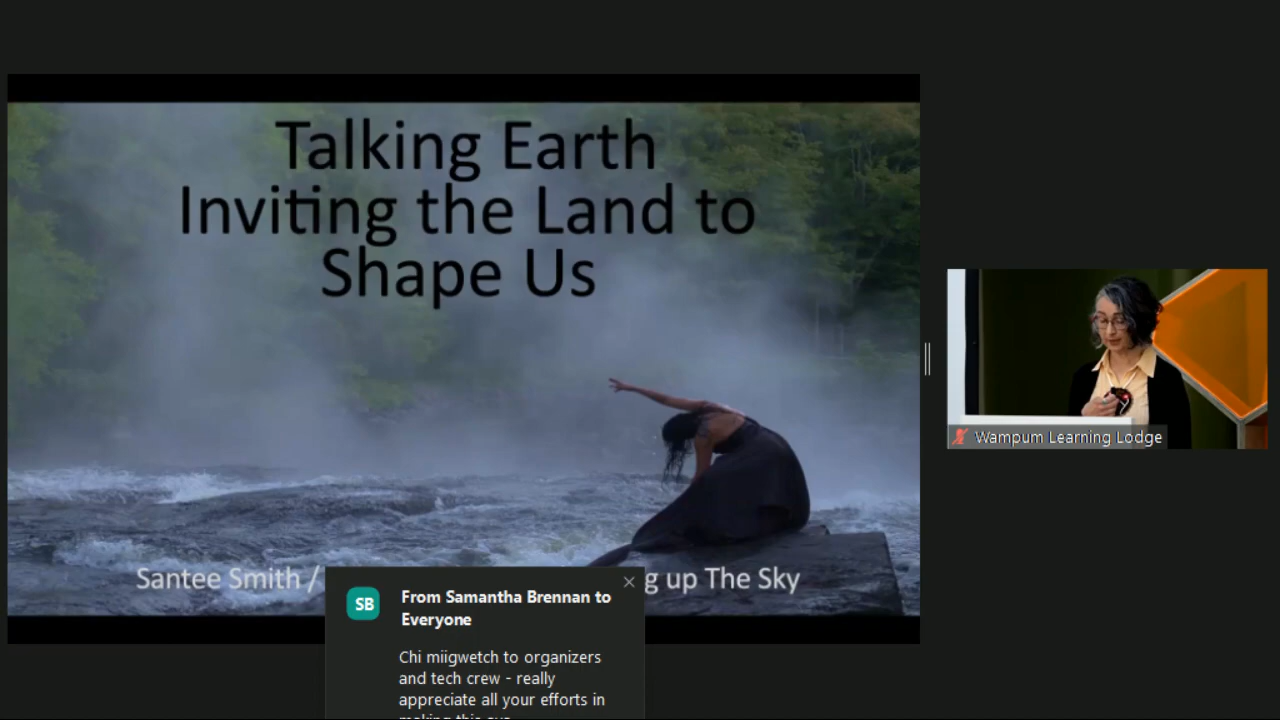 Talking Earth
Inviting the Land to
Shape Us
Santee Smith /
g up The Sky
SB
From Samantha Brennan to
Everyone
Chi miigwetch to organizers
and tech crew - really
appreciate all your efforts in
Wampum Learning Lodge